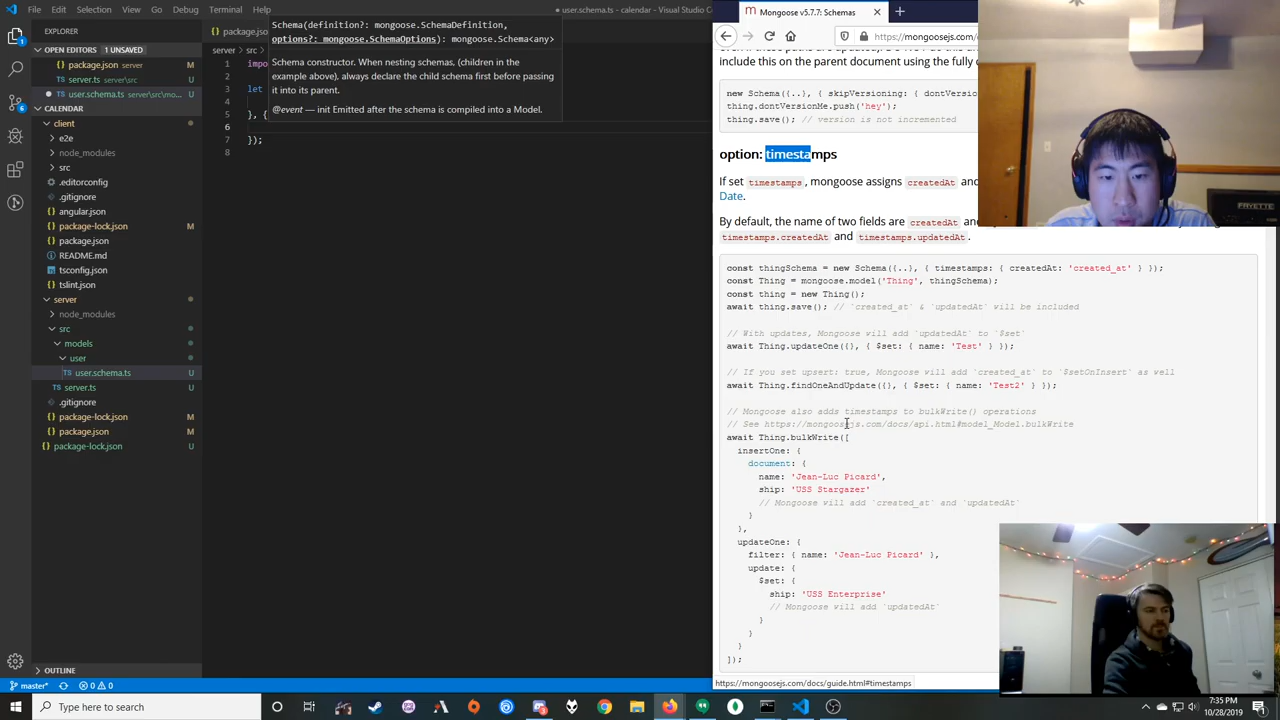 File Edit Selection View Go Debug Terminal Help
user.schema.ts - calendar - Visual Studio
EXPLORER
OPEN EDITORS 1 UNSAVED
package.json
server.ts server\src
user.schema.ts server\src\mo...
CALENDAR
client
e2e
node_modules
src
.editorconfig
.gitignore
angular.json
package.json
README.md
tsconfig.json
tslint.json
server
node_modules
src
models
user
user.schema.ts
server.ts
.gitignore
package.json
tsconfig.json
.gitignore
package-lock.json
OUTLINE
master*
0
0
package.json
Schema(definition?: mongoose.SchemaDefinition,
options?: mongoose.SchemaOptions): mongoose.Schema<any>
Schema constructor. When nesting schemas, (children in the
example above), always declare the child schema first before passing
it into its parent.
@event — init Emitted after the schema is compiled into a Model.
5
6
7
8
});
Mongoose v5.7.7: Schemas
https://mongoosejs.com/
include this on the parent document using the fully
new Schema({..}, { skipVersioning: { dontVersio
thing.dontVersionMe.push('hey');
thing.save(); // version is not incremented
option: timestamps
If set timestamps, mongoose assigns createdAt and
Date.
By default, the name of two fields are createdAt and
timestamps.createdAt and timestamps.updatedAt.
const thingSchema = new Schema({..}, { timestamps: { createdAt: 'created_at' } });
const Thing = mongoose.model('Thing', thingSchema);
const thing = new Thing();
await thing.save(); // `created_at` & `updatedAt` will be included
// With updates, Mongoose will add `updatedAt` to `$set`
await Thing.updateOne({}, { $set: { name: 'Test' } });
// If you set upsert: true, Mongoose will add `created_at` to `$setOnInsert` as well
await Thing.findOneAndUpdate({}, { $set: { name: 'Test2' } });
// Mongoose also adds timestamps to bulkWrite() operations
// See https://mongoosejs.com/docs/api.html#model_Model.bulkWrite
await Thing.bulkWrite([
insertOne: {
document: {
name: 'Jean-Luc Picard',
ship: 'USS Stargazer'
// Mongoose will add `created_at` and `updatedAt`
}
},
updateOne: {
filter: { name: 'Jean-Luc Picard' },
update: {
$set: {
ship: 'USS Enterprise'
// Mongoose will add `updatedAt`
}
}
}
]);
https://mongoosejs.com/docs/guide.html#timestamps
Type here to search
7:35 PM
10/28/2019